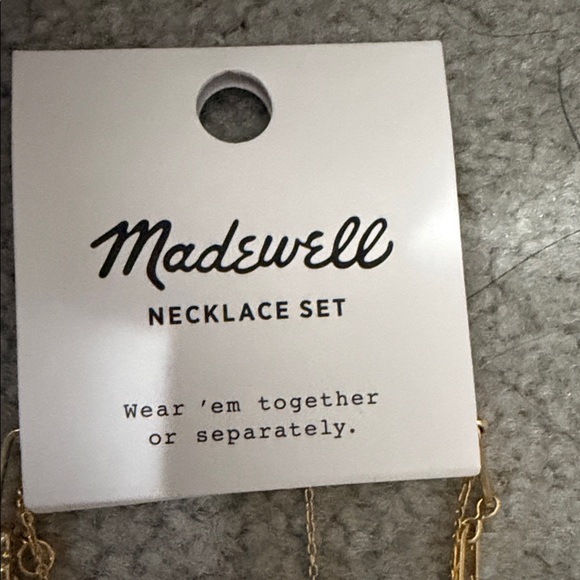 Madewell
NECKLACE SET
Wear 'em together
or separately.